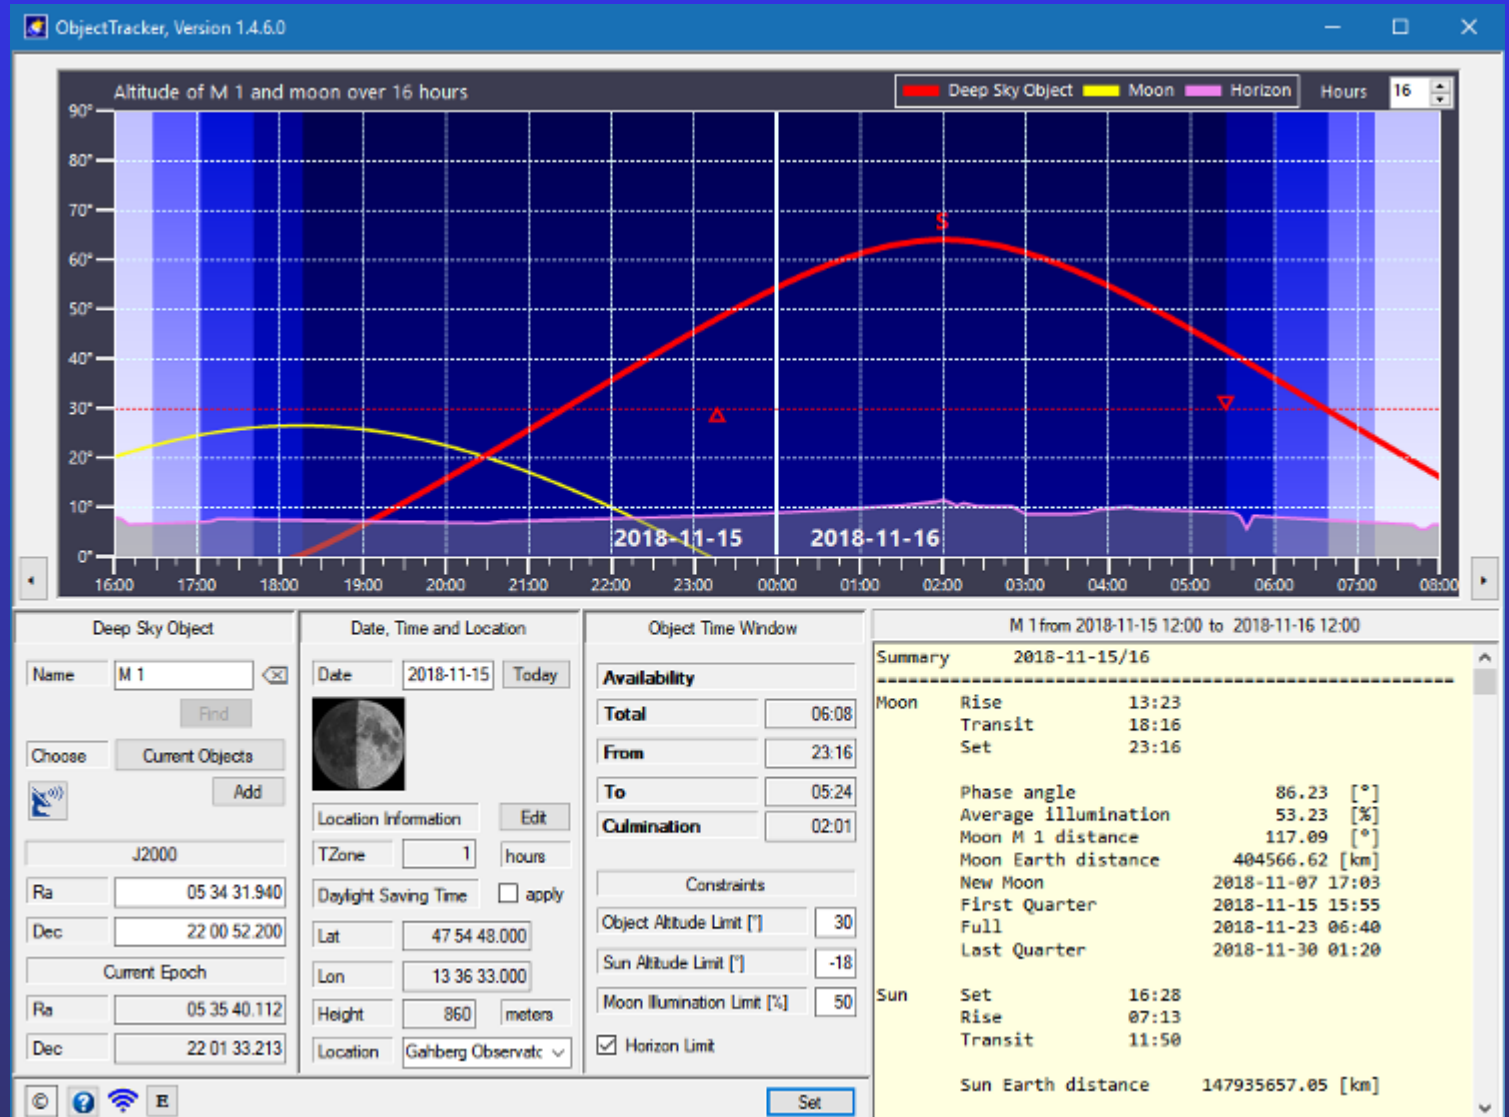 ObjectTracker, Version 1.4.6.0
Altitude of M 1 and moon over 16 hours
Deep Sky Object Moon Horizon Hours 16
90°
80°
70°
60°
50°
40°
30°
20°
10°
0°
S
2018-11-15 2018-11-16
16:00 17:00 18:00 19:00 20:00 21:00 22:00 23:00 00:00 01:00 02:00 03:00 04:00 05:00 06:00 07:00 08:00
Deep Sky Object
Name M 1
Find
Choose Current Objects
Add
J2000
Ra 05 34 31.940
Dec 22 00 52.200
Current Epoch
Ra 05 35 40.112
Dec 22 01 33.213
© ? E
Date, Time and Location
Date 2018-11-15 Today
Location Information Edit
TZone 1 hours
Daylight Saving Time apply
Lat 47 54 48.000
Lon 13 36 33.000
Height 860 meters
Location Gahberg Observatc
Object Time Window
Availability
Total 06:08
From 23:16
To 05:24
Culmination 02:01
Constraints
Object Altitude Limit [°] 30
Sun Altitude Limit [°] -18
Moon Illumination Limit [%] 50
Horizon Limit
Set
M 1 from 2018-11-15 12:00 to 2018-11-16 12:00
Summary 2018-11-15/16
Moon Rise 13:23
Transit 18:16
Set 23:16
Phase angle 86.23 [°]
Average illumination 53.23 [%]
Moon M 1 distance 117.09 [°]
Moon Earth distance 404566.62 [km]
New Moon 2018-11-07 17:03
First Quarter 2018-11-15 15:55
Full 2018-11-23 06:40
Last Quarter 2018-11-30 01:20
Sun Set 16:28
Rise 07:13
Transit 11:50
Sun Earth distance 147935657.05 [km]